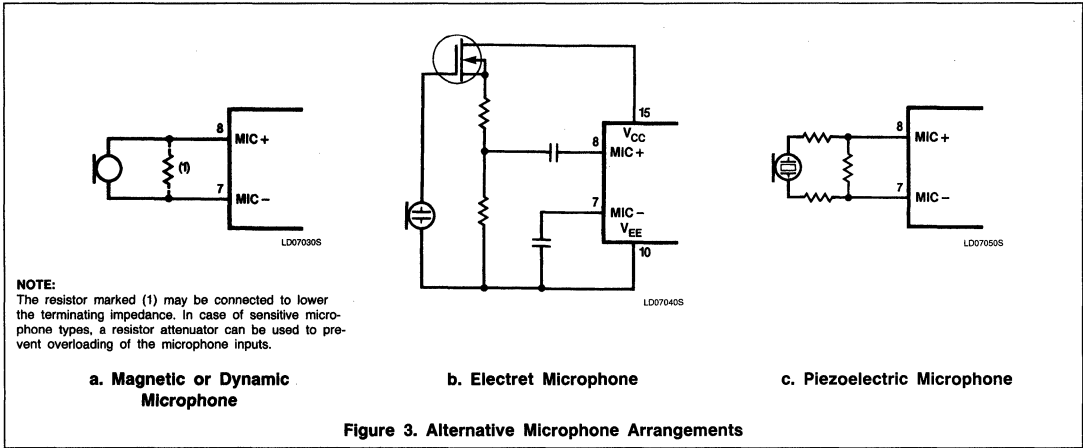 8
MIC +
(1)
7
MIC –
LD07030S
NOTE:
The resistor marked (1) may be connected to lower
the terminating impedance. In case of sensitive micro-
phone types, a resistor attenuator can be used to pre-
vent overloading of the microphone inputs.
a. Magnetic or Dynamic
Microphone
15
VCC
8
MIC +
7
MIC –
VEE
10
LD07040S
b. Electret Microphone
8
MIC +
7
MIC –
LD07050S
c. Piezoelectric Microphone
Figure 3. Alternative Microphone Arrangements